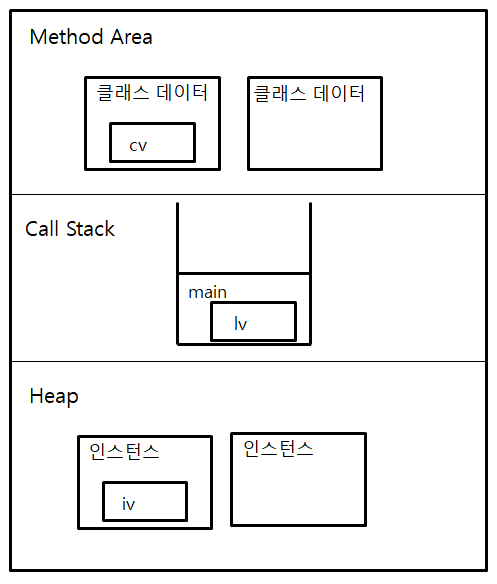 Method Area
클래스 데이터
클래스 데이터
cv
Call Stack
main
lv
Heap
인스턴스
인스턴스
iv